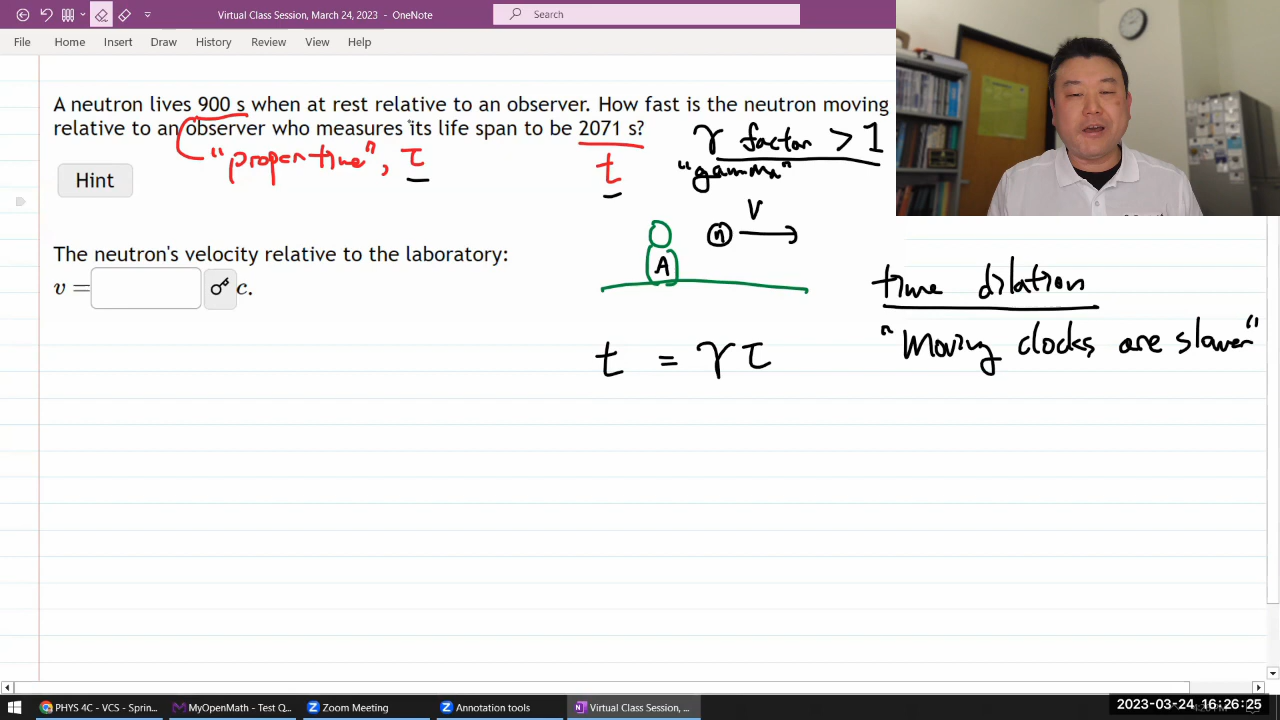 Virtual Class Session, March 24, 2023 - OneNote
Search
File Home Insert Draw History Review View Help
A neutron lives 900 s when at rest relative to an observer. How fast is the neutron moving
relative to an observer who measures its life span to be 2071 s?
γ factor > 1
"proper time", τ
t
"gamma"
Hint
V
n
A
The neutron's velocity relative to the laboratory:
v = c.
time dilation
"Moving clocks are slower"
t = γτ
PHYS 4C - VCS - Sprin...
MyOpenMath - Test Q...
Zoom Meeting
Annotation tools
Virtual Class Session, ...
2023-03-24 16:26:25